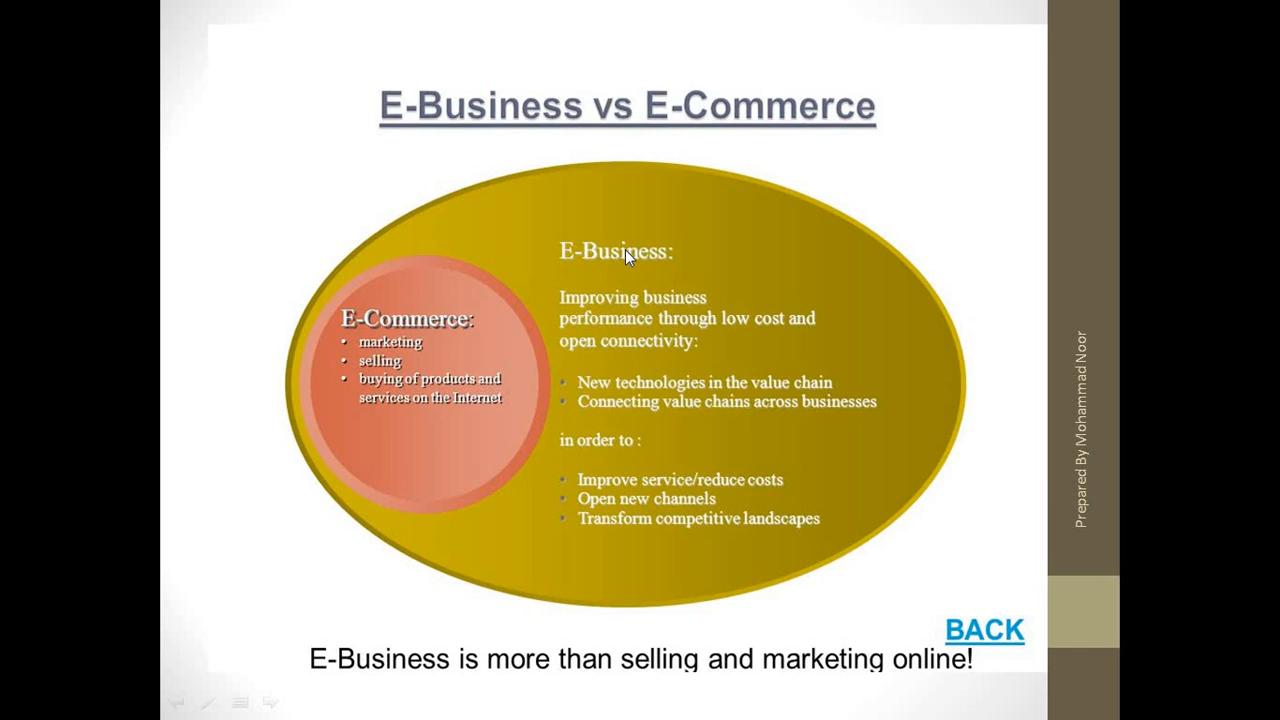 E-Business vs E-Commerce
E-Commerce:
• marketing
• selling
• buying of products and
services on the Internet
E-Business:
Improving business
performance through low cost and
open connectivity:
• New technologies in the value chain
• Connecting value chains across businesses
in order to :
• Improve service/reduce costs
• Open new channels
• Transform competitive landscapes
BACK
E-Business is more than selling and marketing online!
Prepared By Mohammad Noor